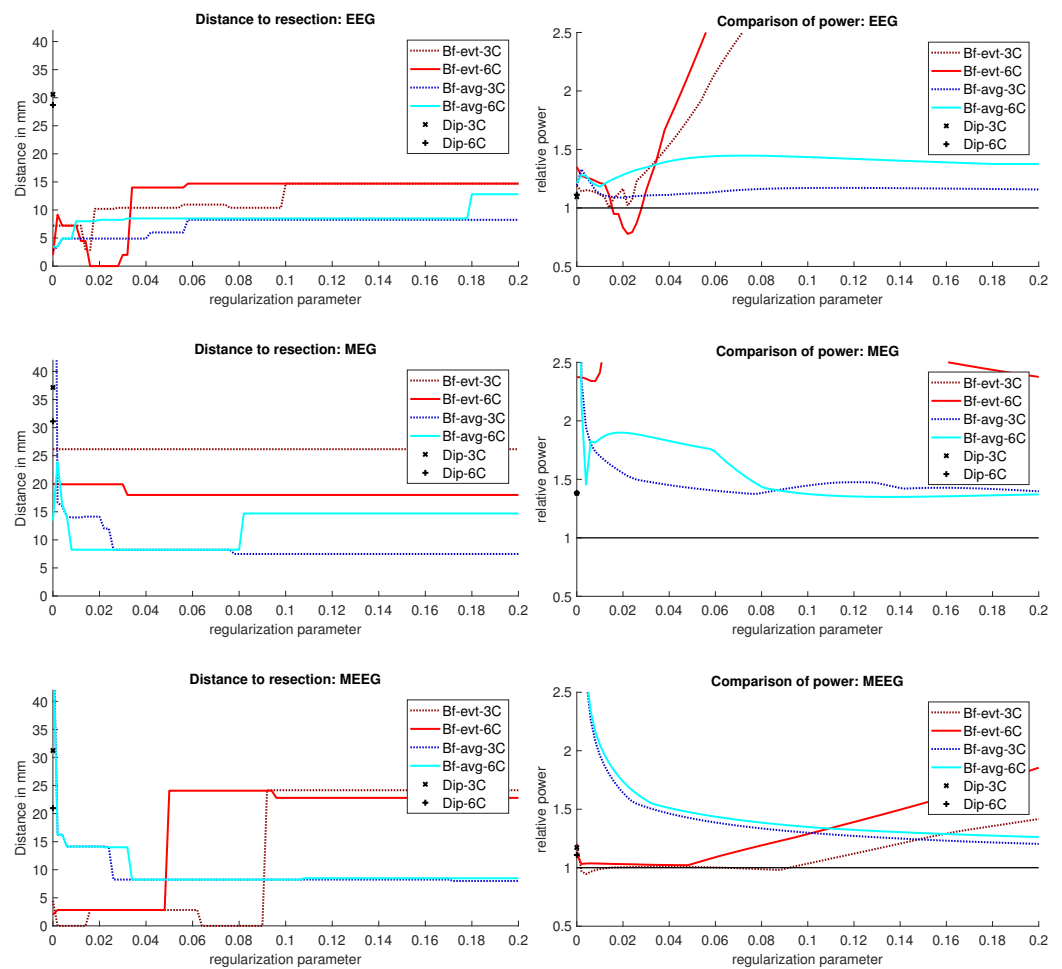 Distance to resection: EEG
Distance in mm
40
35
30
25
20
15
10
5
0
0 0.02 0.04 0.06 0.08 0.1 0.12 0.14 0.16 0.18 0.2
regularization parameter
Bf-evt-3C
Bf-evt-6C
Bf-avg-3C
Bf-avg-6C
Dip-3C
Dip-6C
Comparison of power: EEG
relative power
2.5
2
1.5
1
0.5
0 0.02 0.04 0.06 0.08 0.1 0.12 0.14 0.16 0.18 0.2
regularization parameter
Bf-evt-3C
Bf-evt-6C
Bf-avg-3C
Bf-avg-6C
Dip-3C
Dip-6C
Distance to resection: MEG
Distance in mm
40
35
30
25
20
15
10
5
0
0 0.02 0.04 0.06 0.08 0.1 0.12 0.14 0.16 0.18 0.2
regularization parameter
Bf-evt-3C
Bf-evt-6C
Bf-avg-3C
Bf-avg-6C
Dip-3C
Dip-6C
Comparison of power: MEG
relative power
2.5
2
1.5
1
0.5
0 0.02 0.04 0.06 0.08 0.1 0.12 0.14 0.16 0.18 0.2
regularization parameter
Bf-evt-3C
Bf-evt-6C
Bf-avg-3C
Bf-avg-6C
Dip-3C
Dip-6C
Distance to resection: MEEG
Distance in mm
40
35
30
25
20
15
10
5
0
0 0.02 0.04 0.06 0.08 0.1 0.12 0.14 0.16 0.18 0.2
regularization parameter
Bf-evt-3C
Bf-evt-6C
Bf-avg-3C
Bf-avg-6C
Dip-3C
Dip-6C
Comparison of power: MEEG
relative power
2.5
2
1.5
1
0.5
0 0.02 0.04 0.06 0.08 0.1 0.12 0.14 0.16 0.18 0.2
regularization parameter
Bf-evt-3C
Bf-evt-6C
Bf-avg-3C
Bf-avg-6C
Dip-3C
Dip-6C